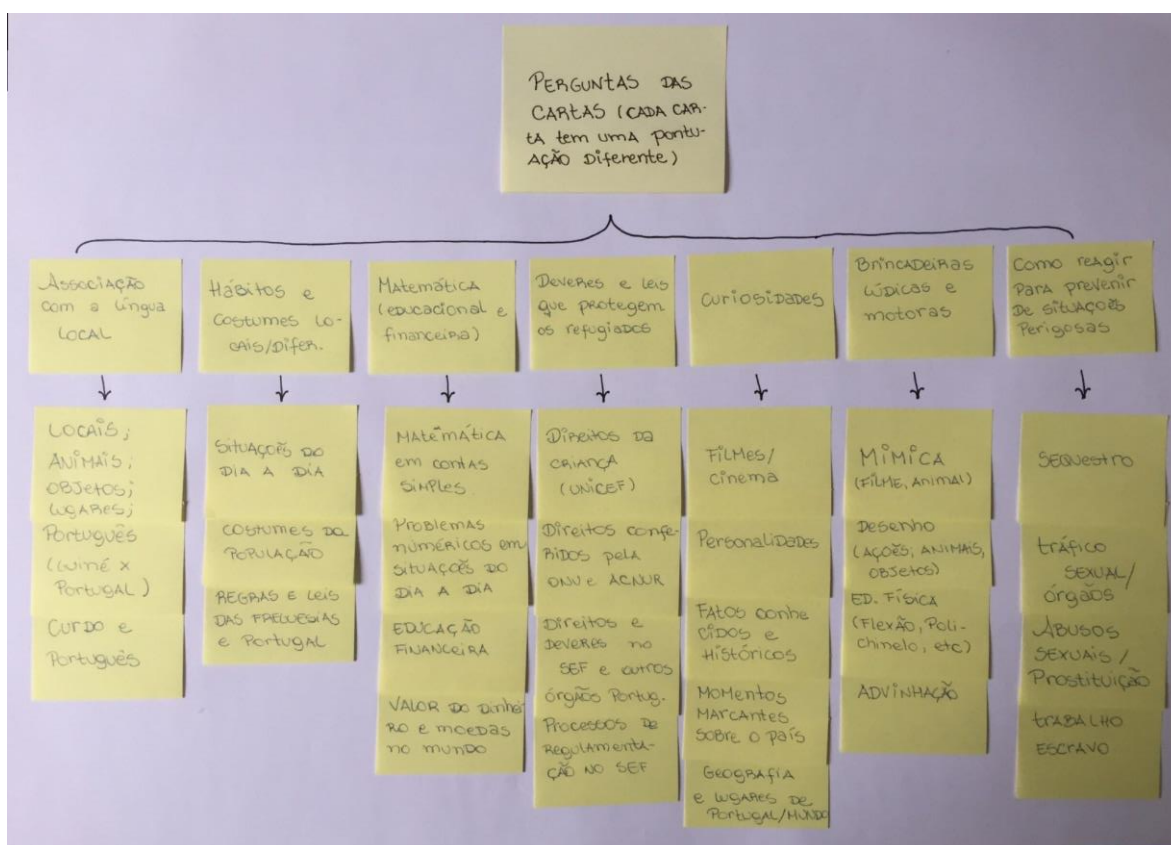 PERGUNTAS DAS
CARTAS (CADA CAR-
TA tem uma pontu-
AÇÃO Diferente)
Associação
com a Língua
LOCAL
Hábitos e
Costumes Lo-
cais/Difer.
Matemática
(educacional e
financeira)
Deveres e leis
que protegem
os refugiados
Curiosidades
Brincadeiras
Lúdicas e
motoras
Como reagir
para prevenir
De situações
Perigosas
LOCAIS;
ANIMAIS;
OBJETOS;
LUGARES;
Português
(Guiné x
Portugal)
Curdo e
Português
Situações do
DIA A DIA
COSTUMES DA
POPULAÇÃO
REGRAS E LEIS
DAS FREGUESIAS
e Portugal
Matemática
em contas
simples
Problemas
numéricos em
situações do
DIA A DIA
EDUCAÇÃO
FINANCEIRA
VALOR DO Dinhei
RO e moedas
no mundo
Direitos da
criança
(UNICEF)
Direitos confe-
ridos pela
ONU e ACNUR
Direitos e
Deveres no
SEF e outros
órgãos Portug.
Processos de
Regulamenta-
ção no SEF
Filmes/
cinema
Personalidades
Fatos conhe
cidos e
Históricos
Momentos
Marcantes
sobre o país
Geografia
e lugares de
Portugal/Mundo
MÍMICA
(Filme, Animal)
Desenho
(Ações, ANIMAIS,
OBJETOS)
ED. Física
(Flexão, Poli-
chinelo, etc)
ADVINHAÇÃO
Sequestro
tráfico
sexual/
órgãos
ABUSOS
SEXUAIS/
Prostituição
TRABALHO
ESCRAVO